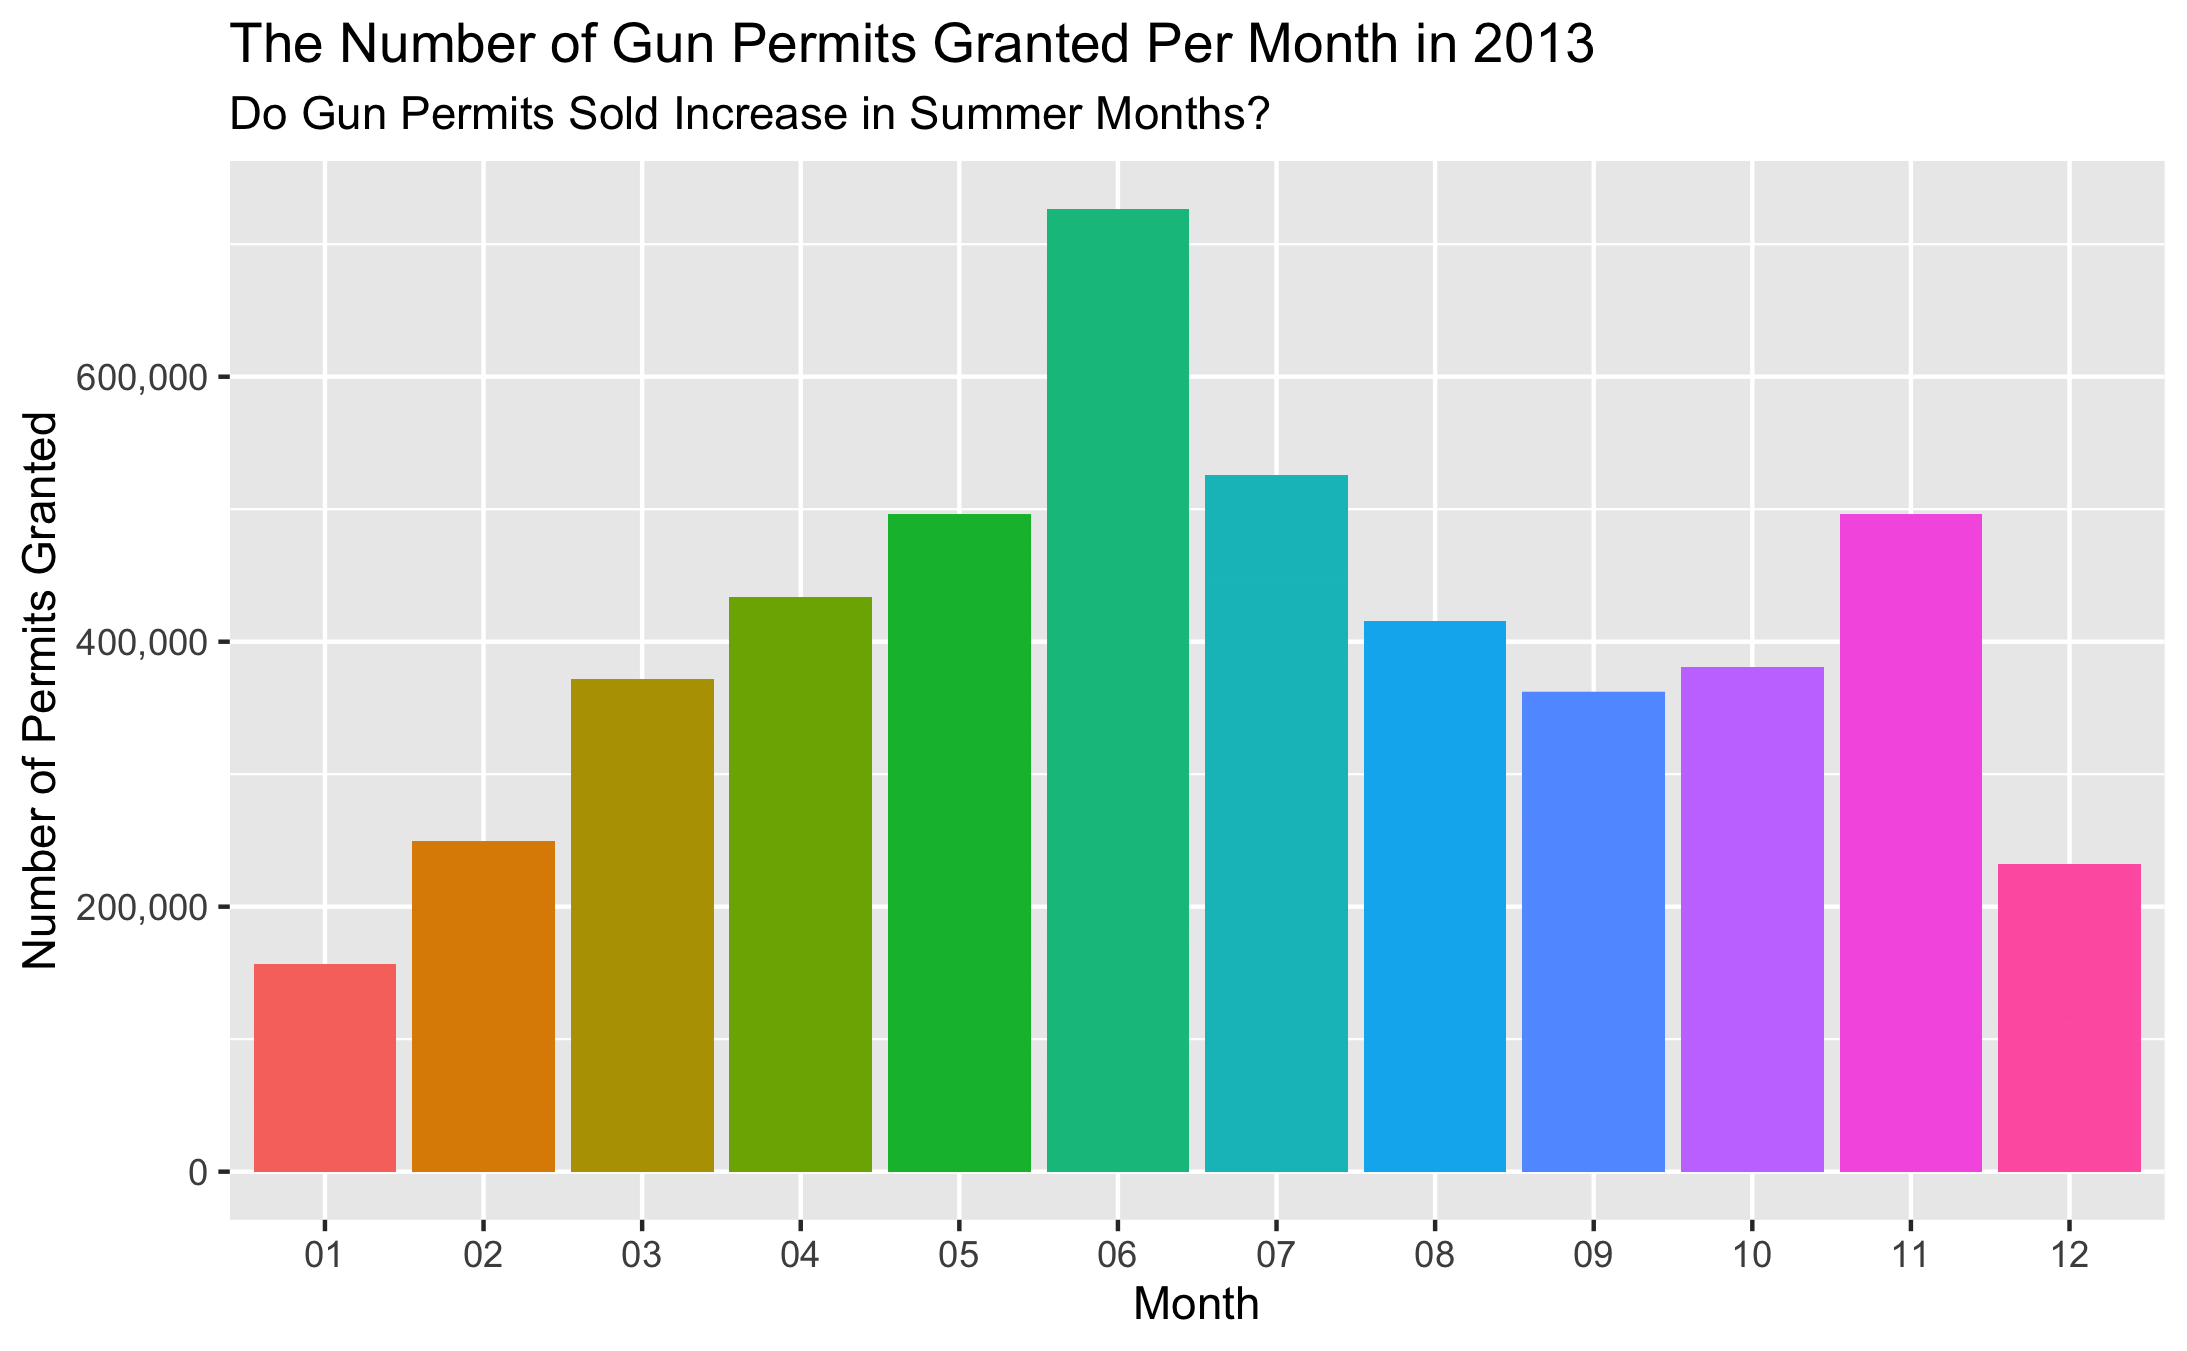 The Number of Gun Permits Granted Per Month in 2013
Do Gun Permits Sold Increase in Summer Months?
Number of Permits Granted
600,000
400,000
200,000
0
01 02 03 04 05 06 07 08 09 10 11 12
Month